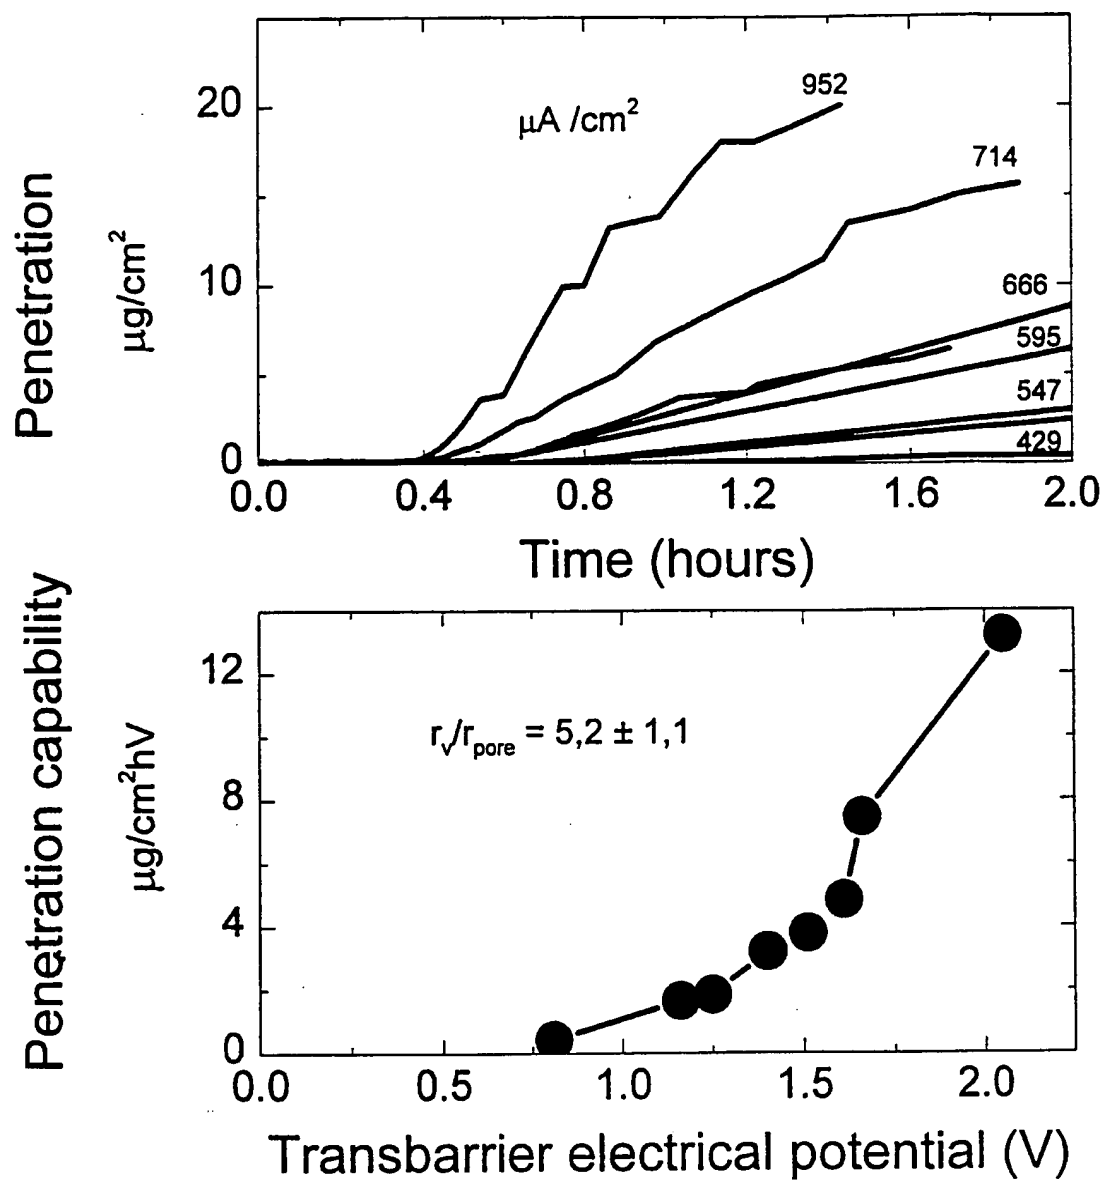 Penetration
μg/cm²
20
10
0
μA /cm²
952
714
666
595
547
429
0.0 0.4 0.8 1.2 1.6 2.0
Time (hours)
Penetration capability
μg/cm²hV
12
8
4
0
rᵥ/rpore = 5,2 ± 1,1
0.0 0.5 1.0 1.5 2.0
Transbarrier electrical potential (V)